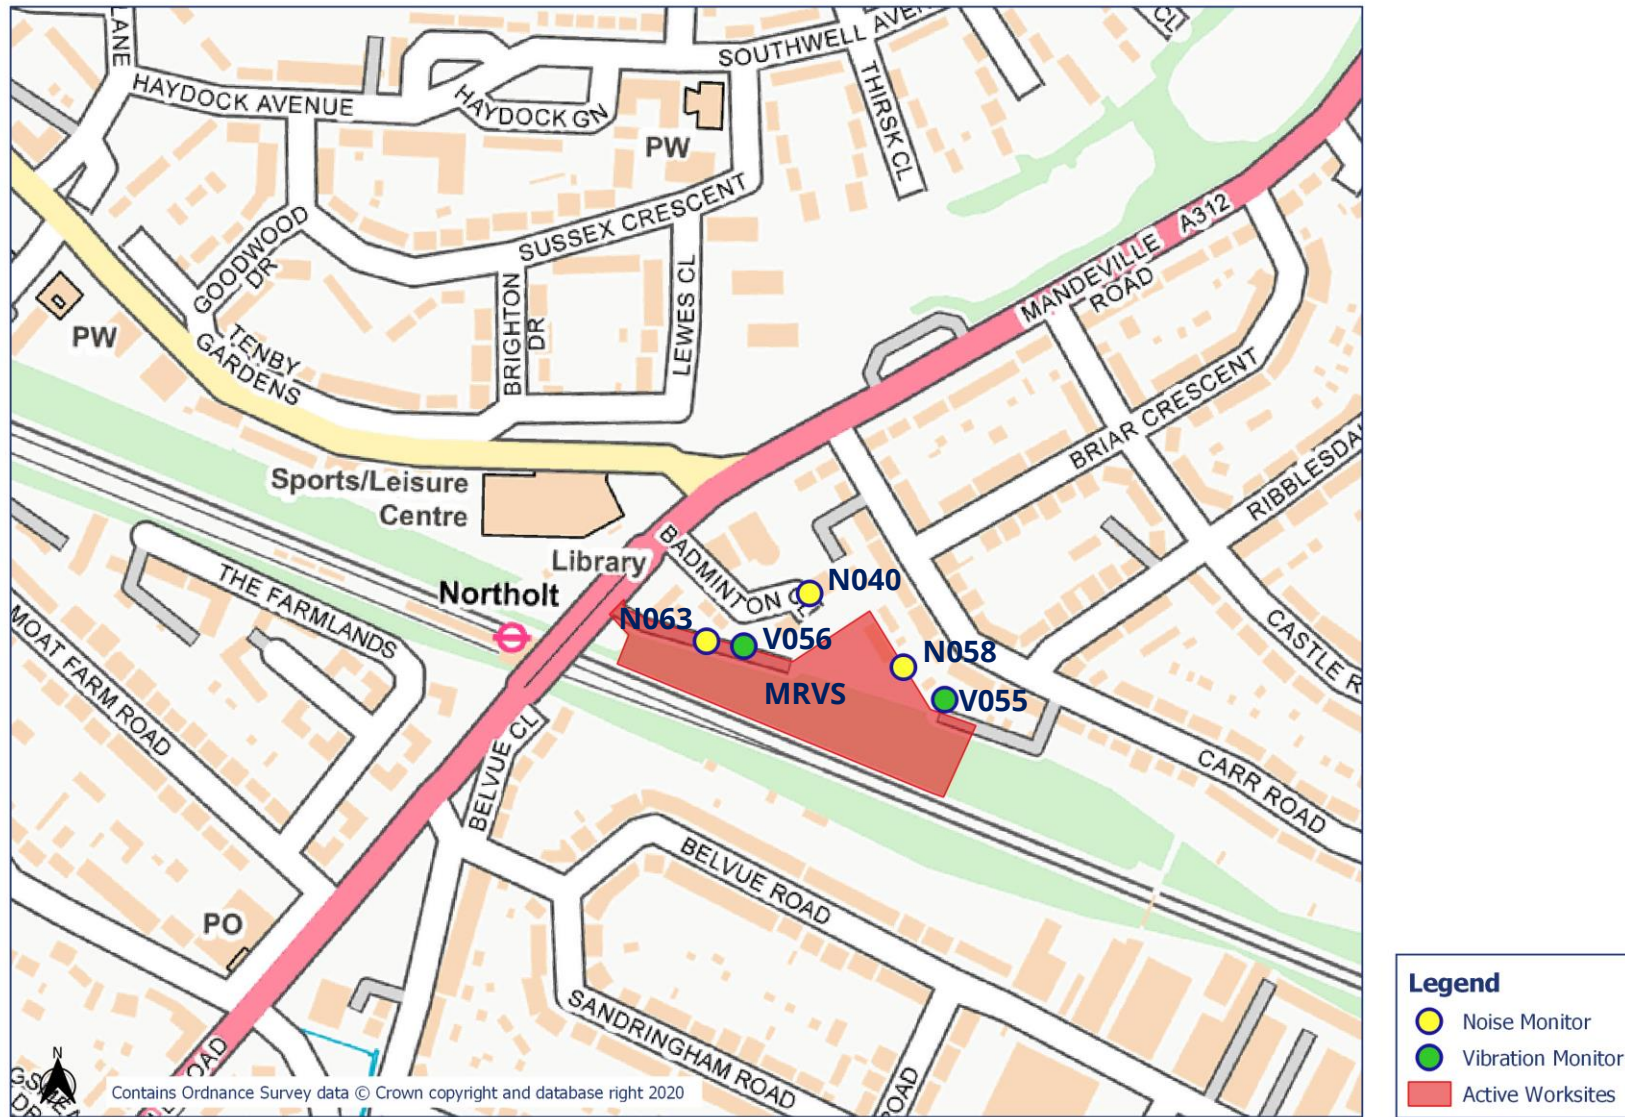 LANE
SOUTHWELL AVEN
CL
HAYDOCK AVENUE
HAYDOCK GN
THIRSK CL
PW
SUSSEX CRESCENT
GOODWOOD
DR
MANDEVILLE
ROAD
A312
BRIGHTON
DR
LEWES CL
PW
TENBY
GARDENS
BRIAR CRESCENT
RIBBLESDA
Sports/Leisure
Centre
Library
BADMINTON CL
Northolt
THE FARMLANDS
N040
N063
V056
N058
MRVS
V055
CASTLE R
MOAT FARM ROAD
BELVUE CL
CARR ROAD
BELVUE ROAD
PO
SANDRINGHAM ROAD
ROAD
ROAD
N
DR
Contains Ordnance Survey data © Crown copyright and database right 2020
Legend
Noise Monitor
Vibration Monitor
Active Worksites